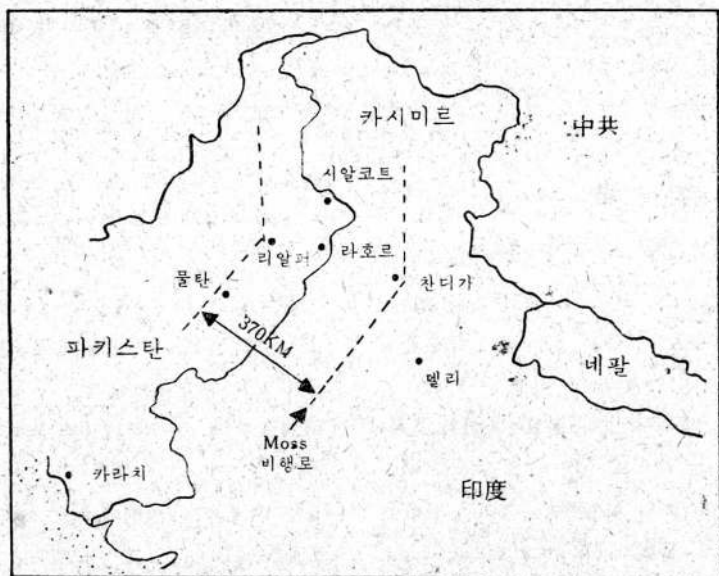 카시미르
中共
시알코트
리알퍼
라호르
물탄
찬디가
370KM
파키스탄
델리
네팔
Moss
비행로
카라치
印度